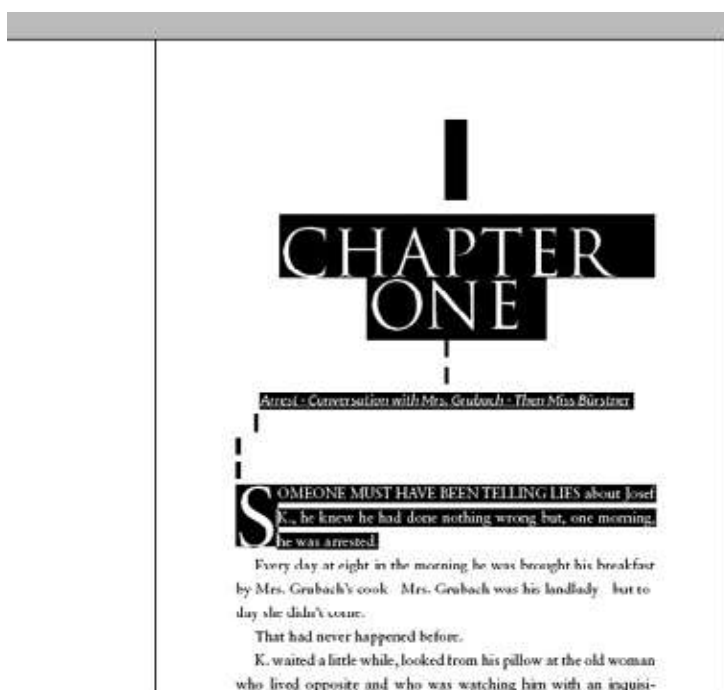 CHAPTER
ONE
Arrest - Conversation with Mrs. Grubach - Then Miss Bürstner
SOMEONE MUST HAVE BEEN TELLING LIES about Josef
K., he knew he had done nothing wrong but, one morning,
he was arrested.
Every day at eight in the morning he was brought his breakfast
by Mrs. Grubach's cook Mrs. Grubach was his landlady but to
day she didn't come.
That had never happened before.
K. waited a little while, looked from his pillow at the old woman
who lived opposite and who was watching him with an inquisi-